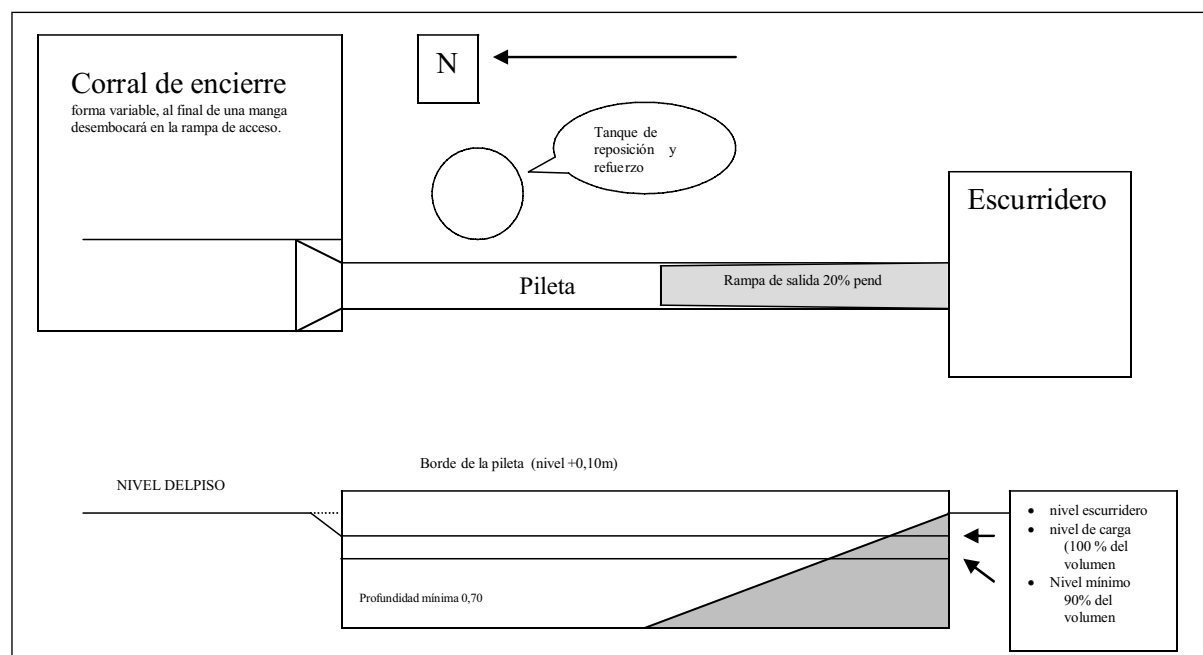 Corral de encierre
forma variable, al final de una manga
desembocará en la rampa de acceso.
N
Tanque de
reposición y
refuerzo
Escurridero
Pileta
Rampa de salida 20% pend
Borde de la pileta (nivel +0,10m)
NIVEL DELPISO
Profundidad mínima 0,70
• nivel escurridero
• nivel de carga
(100 % del
volumen
• Nivel mínimo
90% del
volumen